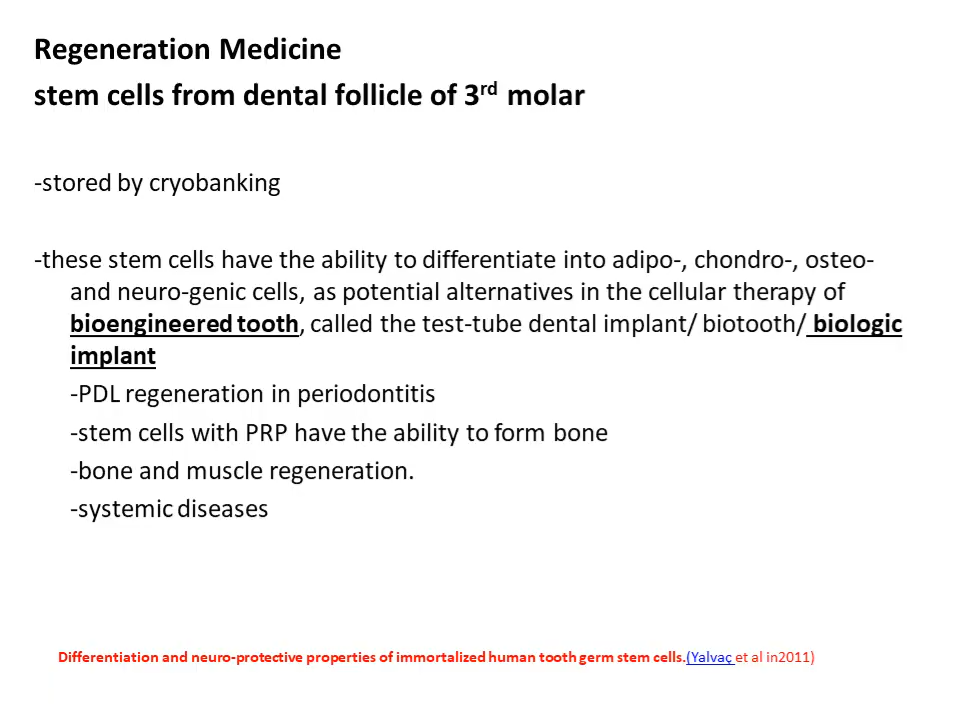 Regeneration Medicine
stem cells from dental follicle of 3rd molar
-stored by cryobanking
-these stem cells have the ability to differentiate into adipo-, chondro-, osteo-
and neuro-genic cells, as potential alternatives in the cellular therapy of
bioengineered tooth, called the test-tube dental implant/ biotooth/ biologic
implant
-PDL regeneration in periodontitis
-stem cells with PRP have the ability to form bone
-bone and muscle regeneration.
-systemic diseases
Differentiation and neuro-protective properties of immortalized human tooth germ stem cells.(Yalvaç et al in2011)